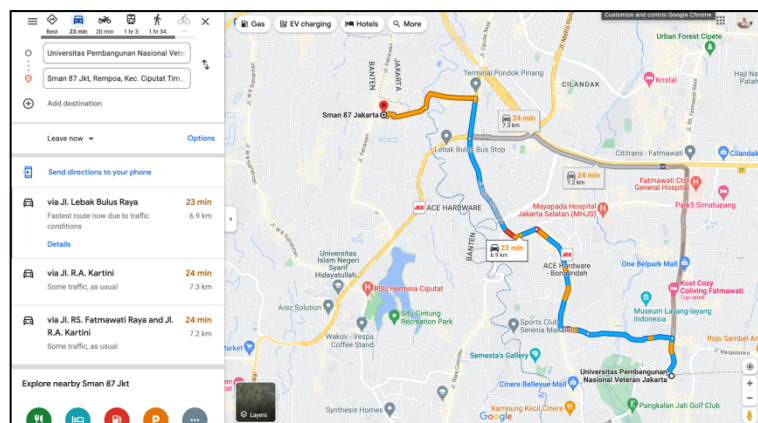 Best
23 min
20 min
1 hr 3
1 hr 34
Universitas Pembangunan Nasional Vete
Sman 87 Jkt, Rempoa, Kec. Ciputat Tim...
Add destination
Leave now
Options
Send directions to your phone
via Jl. Lebak Bulus Raya
23 min
Fastest route now due to traffic
6.9 km
conditions
Details
via Jl. R.A. Kartini
24 min
Some traffic, as usual
7.3 km
via Jl. RS. Fatmawati Raya and Jl.
24 min
R.A. Kartini
7.2 km
Some traffic, as usual
Explore nearby Sman 87 Jkt
Gas
EV charging
Hotels
Search
More
Customize and control Google Chrome
Urban Forest Cipete
Kristal
CILANDAK
Terminal Pondok Pinang
JAKARTA
BANTEN
Sman 87 Jakarta
24 min
7.3 km
Lebak Bulus Bus Stop
Cititrans - Fatmawati
Cilandak
24 min
7.2 km
Fatmawati Central
General Hospital
Park5 Simatupang
ACE HARDWARE
Mayapada Hospital
Jakarta Selatan (MHJS)
BANTEN
23 min
6.9 km
ACE Hardware
One Belpark Mall
Universitas
Islam Negeri
Syarif
Hidayatullah...
RSU Hermina Ciputat
Kost Cozy
Coliving Fatmawati
Top rated
Museum Layang-layang
Indonesia
Arez Solution
Situ Gintung
Recreation Park
Wakov - Vespa
Coffee Stand
Sports Club
Semesta's Gallery
Universitas Pembangunan
Nasional Veteran Jakarta
Cinere Bellevue Mall
Kampung Kecil Cinere
Pangkalan Jati Golf Club
Synthesis Homes
Layers
Google